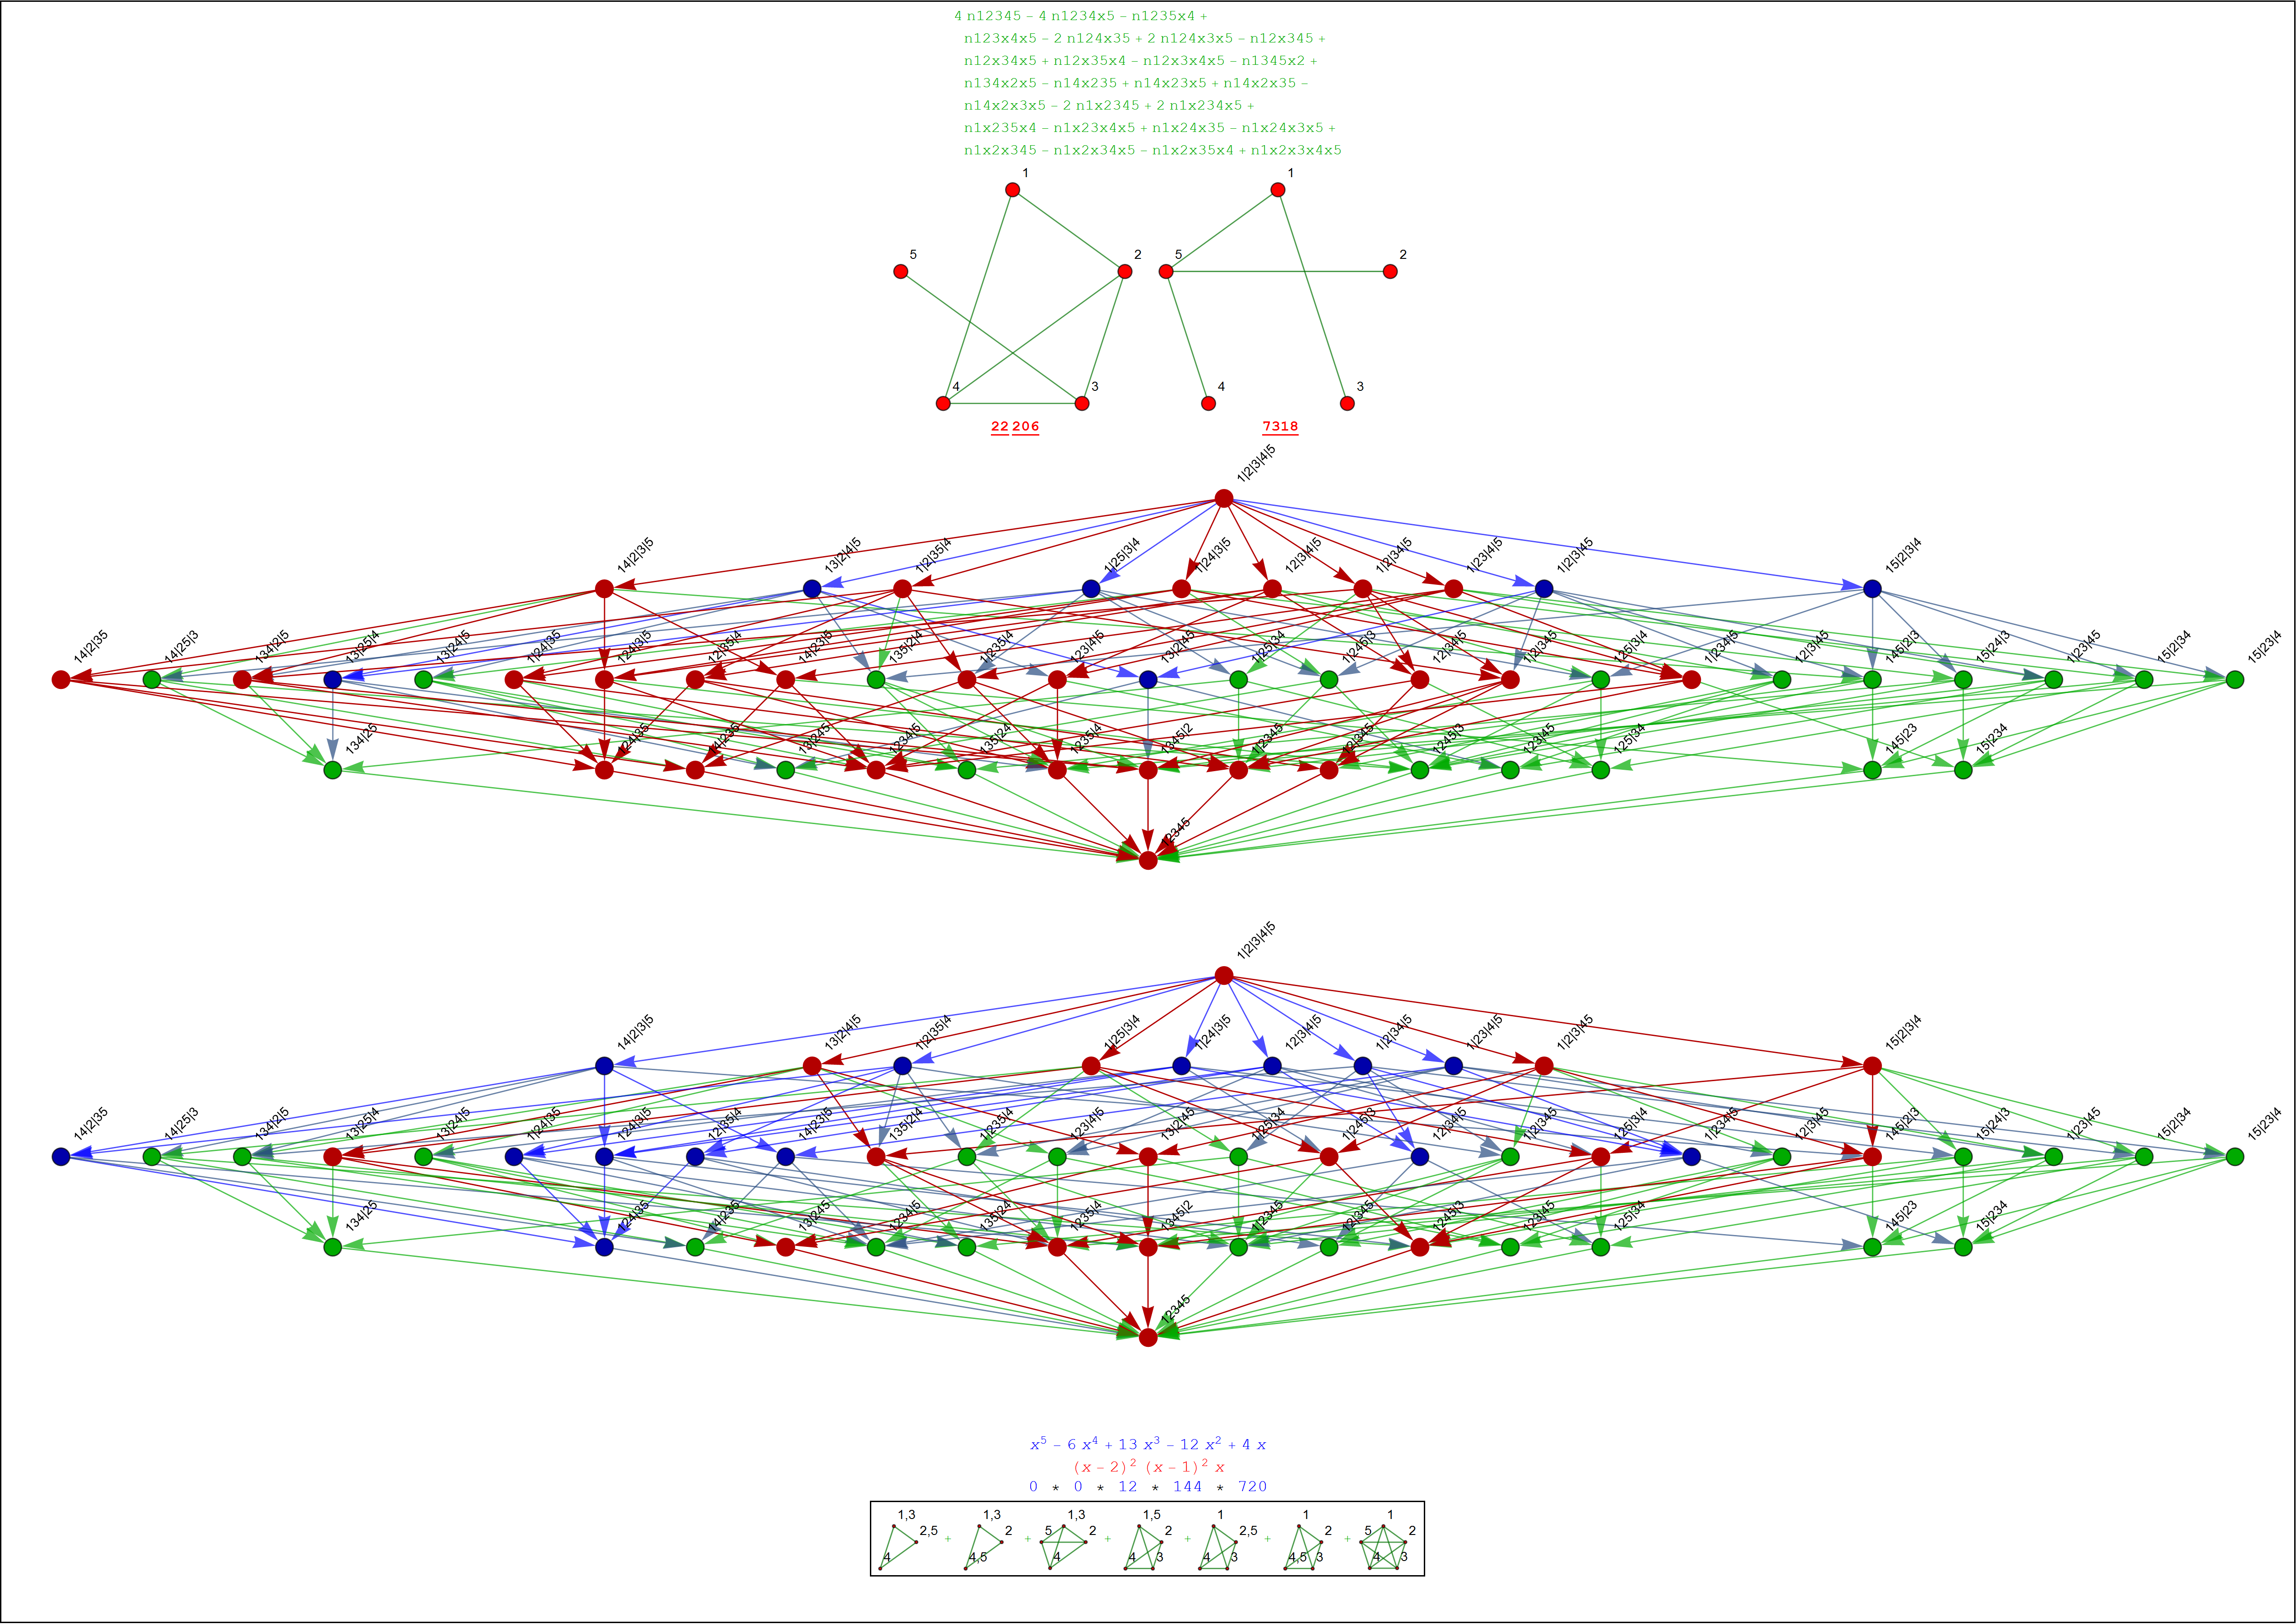 4 n12345 – 4 n1234x5 – n1235x4 +
n123x4x5 – 2 n124x35 + 2 n124x3x5 – n12x345 +
n12x34x5 + n12x35x4 – n12x3x4x5 – n1345x2 +
n134x2x5 – n14x235 + n14x23x5 + n14x2x35 –
n14x2x3x5 – 2 n1x2345 + 2 n1x234x5 +
n1x235x4 – n1x23x4x5 + n1x24x35 – n1x24x3x5 +
n1x2x345 – n1x2x34x5 – n1x2x35x4 + n1x2x3x4x5
1 1
5 2 5 2
4 3 4 3
22 206 7318
1|2|3|4|5
14|2|3|5 13|2|4|5 1|2|35|4 1|25|3|4 1|24|3|5 12|3|4|5 1|2|34|5 1|23|4|5 1|2|3|45 15|2|3|4
14|2|35 14|25|3 134|2|5 13|25|4 13|24|5 1|24|35 124|3|5 12|35|4 14|23|5 135|2|4 1|235|4 123|4|5 13|2|45 1|25|34 1|245|3 12|34|5 1|2|345 125|3|4 1|234|5 12|3|45 145|2|3 15|24|3 1|23|45 15|2|34 15|23|4
134|25 124|35 14|235 13|245 1234|5 135|24 1235|4 1345|2 1|2345 12|345 1245|3 123|45 125|34 145|23 15|234
12345
1|2|3|4|5
14|2|3|5 13|2|4|5 1|2|35|4 1|25|3|4 1|24|3|5 12|3|4|5 1|2|34|5 1|23|4|5 1|2|3|45 15|2|3|4
14|2|35 14|25|3 134|2|5 13|25|4 13|24|5 1|24|35 124|3|5 12|35|4 14|23|5 135|2|4 1|235|4 123|4|5 13|2|45 1|25|34 1|245|3 12|34|5 1|2|345 125|3|4 1|234|5 12|3|45 145|2|3 15|24|3 1|23|45 15|2|34 15|23|4
134|25 124|35 14|235 13|245 1234|5 135|24 1235|4 1345|2 1|2345 12|345 1245|3 123|45 125|34 145|23 15|234
12345
x⁵ – 6 x⁴ + 13 x³ – 12 x² + 4 x
(x – 2)² (x – 1)² x
0 * 0 * 12 * 144 * 720
1,3 1,3 1,3 1,5 1 1 1
2,5 + 2 + 5 2 + 2 + 2,5 + 2 + 5 2
4 4,5 4 4 3 4 3 4,5 3 4 3